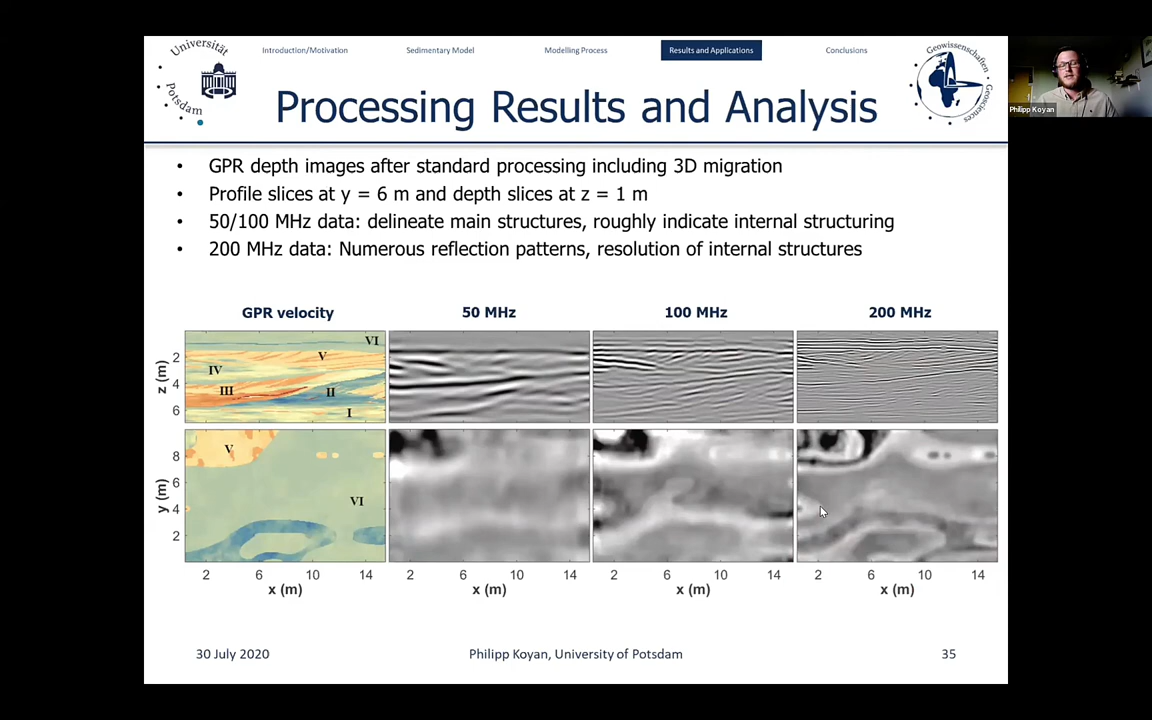 Universität
Potsdam
Introduction/Motivation
Sedimentary Model
Modelling Process
Results and Applications
Conclusions
Geowissenschaften
Geosciences
Philipp Koyan
Processing Results and Analysis
• GPR depth images after standard processing including 3D migration
• Profile slices at y = 6 m and depth slices at z = 1 m
• 50/100 MHz data: delineate main structures, roughly indicate internal structuring
• 200 MHz data: Numerous reflection patterns, resolution of internal structures
GPR velocity
50 MHz
100 MHz
200 MHz
z (m)
2
4
6
VI
V
IV
III
II
I
y (m)
8
6
4
2
V
VI
2 6 10 14
2 6 10 14
2 6 10 14
2 6 10 14
x (m)
x (m)
x (m)
x (m)
30 July 2020
Philipp Koyan, University of Potsdam
35